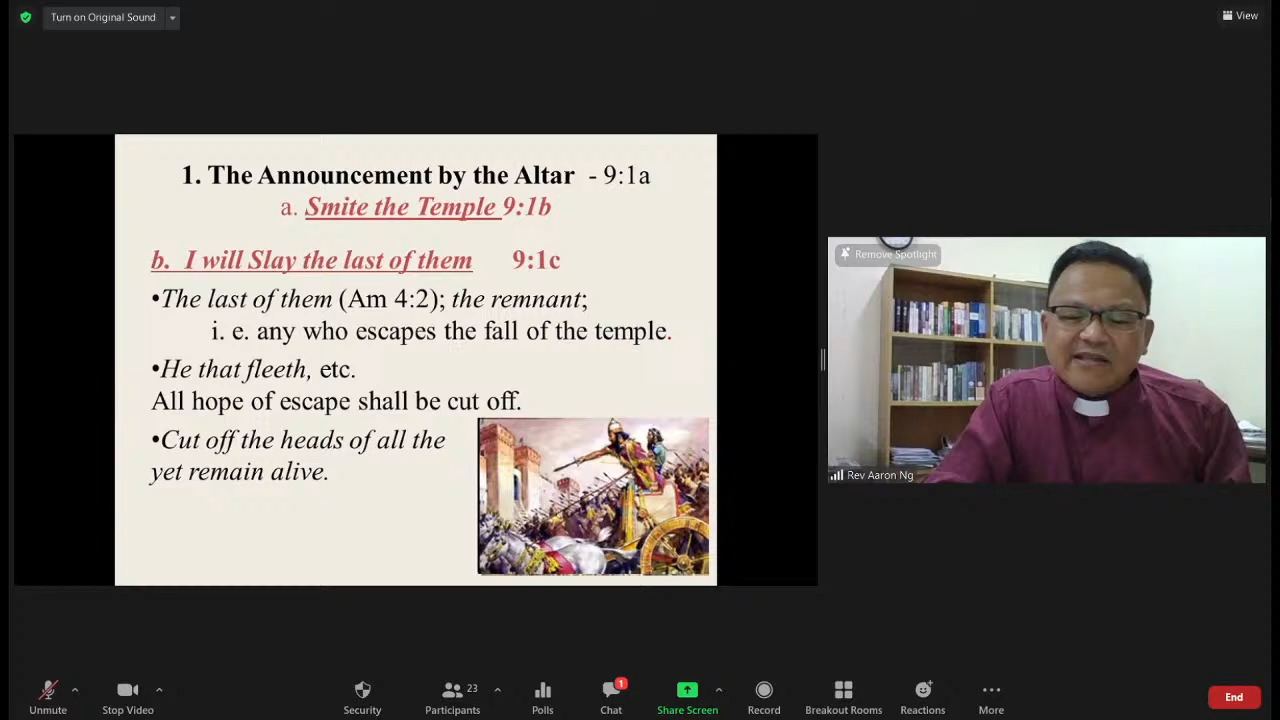 Turn on Original Sound
View
1. The Announcement by the Altar - 9:1a
a. Smite the Temple 9:1b
b. I will Slay the last of them 9:1c
•The last of them (Am 4:2); the remnant;
i. e. any who escapes the fall of the temple.
•He that fleeth, etc.
All hope of escape shall be cut off.
•Cut off the heads of all the
yet remain alive.
Remove Spotlight
Rev Aaron Ng
Unmute
Stop Video
Security
Participants 23
Polls
Chat 1
Share Screen
Record
Breakout Rooms
Reactions
More
End